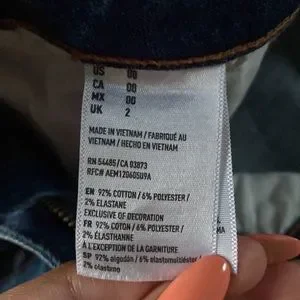 US 00
CA 00
MX 00
UK 2
MADE IN VIETNAM / FABRIQUÉ AU
VIETNAM / HECHO EN VIETNAM
RN 54485/CA 03873
RFC# AEM12060SU9A
EN 92% COTTON / 6% POLYESTER /
2% ELASTANE
EXCLUSIVE OF DECORATION
FR 92% COTON / 6% POLYESTER /
2% ÉLASTHANNE
À L'EXCEPTION DE LA GARNITURE
SP 92% algodón / 6% elastomultiéster /
2% elastano